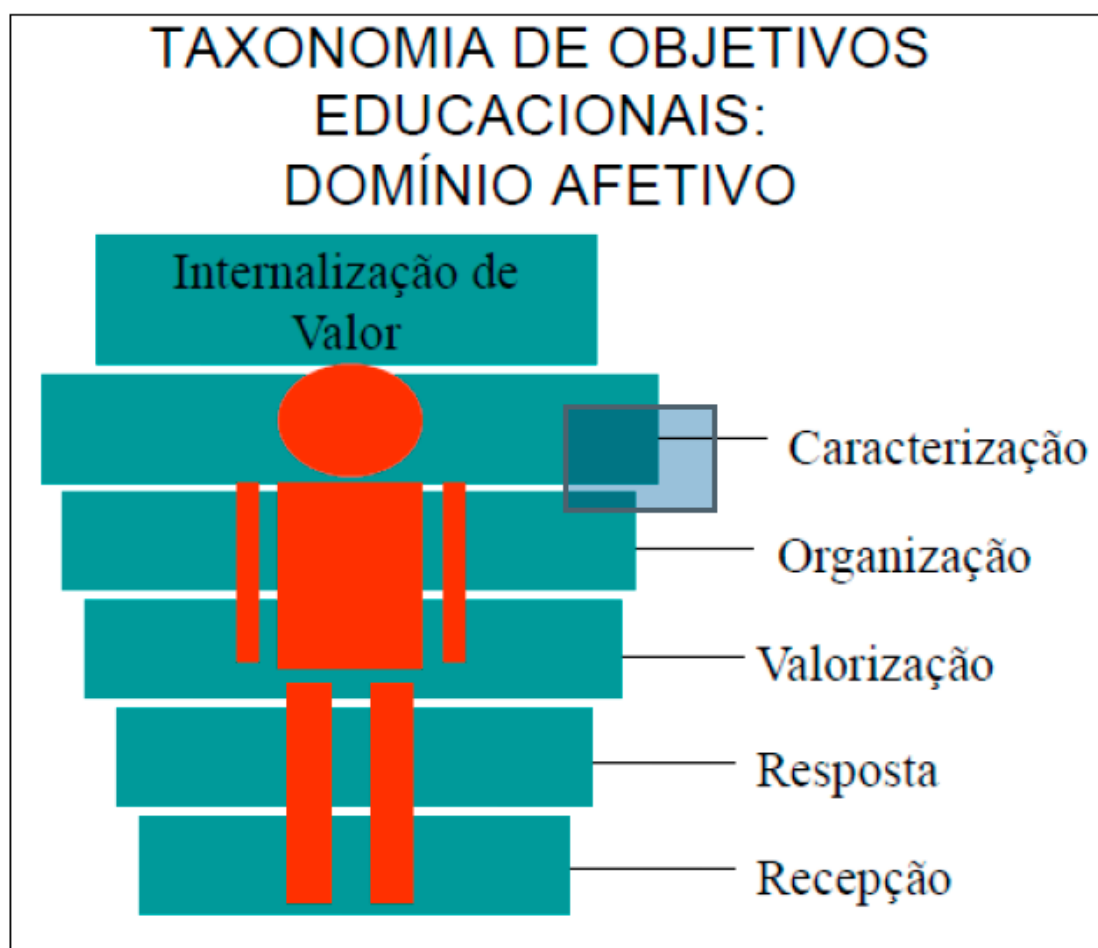 TAXONOMIA DE OBJETIVOS
EDUCACIONAIS:
DOMÍNIO AFETIVO
Internalização de
Valor
Caracterização
Organização
Valorização
Resposta
Recepção